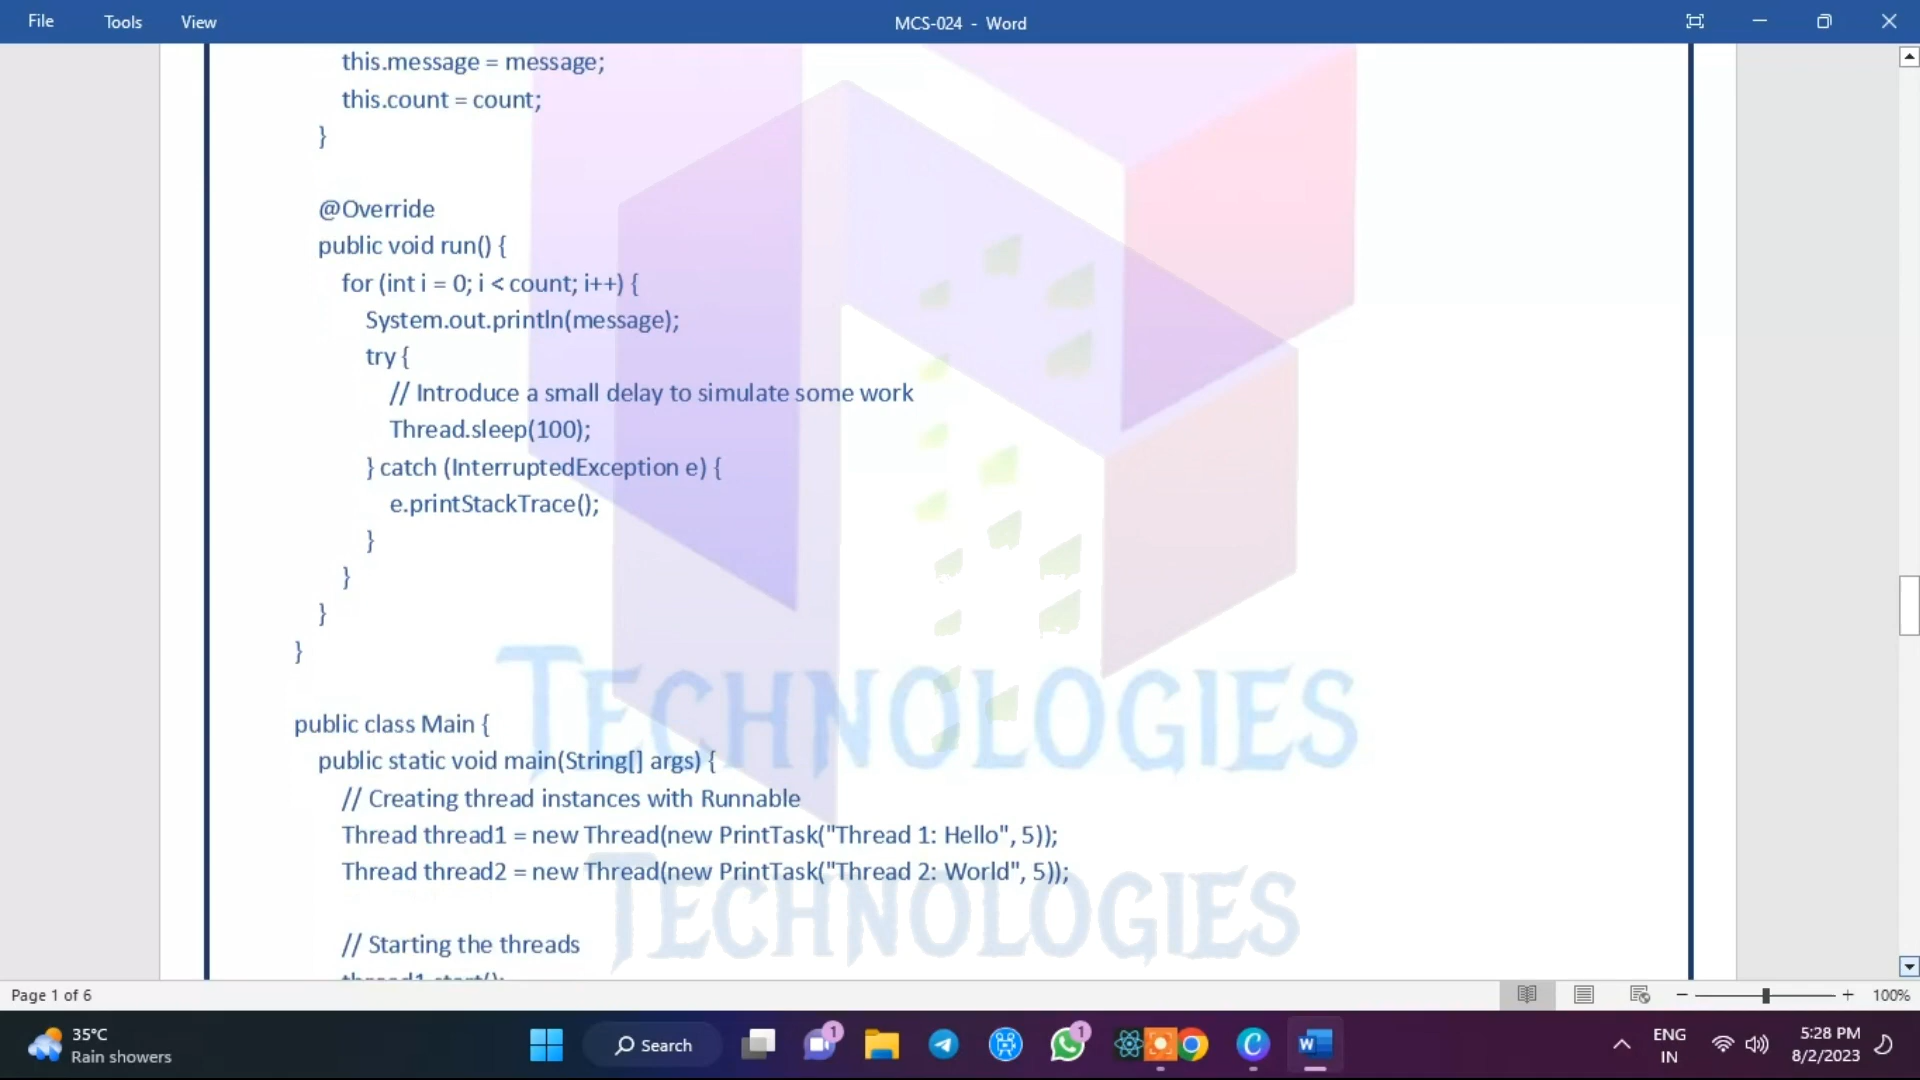 File Tools View MCS-024 - Word
this.message = message;
this.count = count;
}
@Override
public void run() {
for (int i = 0; i < count; i++) {
System.out.println(message);
try {
// Introduce a small delay to simulate some work
Thread.sleep(100);
} catch (InterruptedException e) {
e.printStackTrace();
}
}
}
}
TECHNOLOGIES
public class Main {
public static void main(String[] args) {
// Creating thread instances with Runnable
Thread thread1 = new Thread(new PrintTask("Thread 1: Hello", 5));
Thread thread2 = new Thread(new PrintTask("Thread 2: World", 5));
TECHNOLOGIES
// Starting the threads
thread1.start();
Page 1 of 6 100%
35°C
Rain showers
Search
1
1
ENG
IN
5:28 PM
8/2/2023